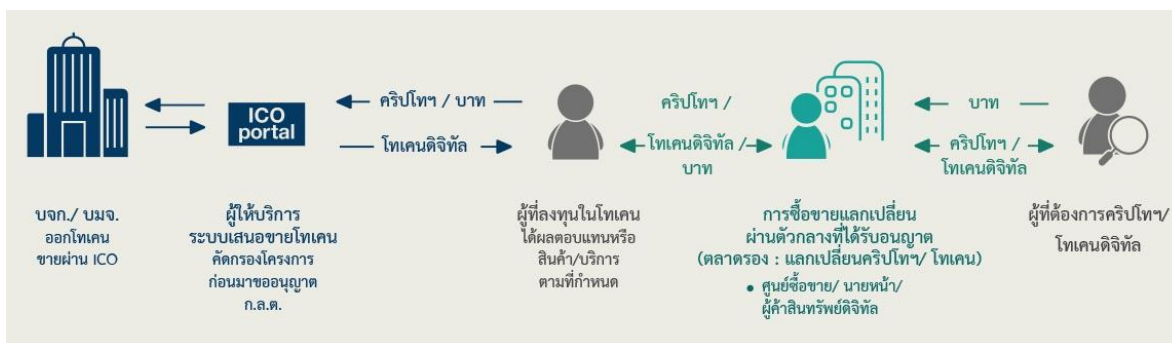 ICO
portal
คริปโทฯ / บาท
โทเคนดิจิทัล
คริปโทฯ /
โทเคนดิจิทัล /
บาท
บาท
คริปโทฯ /
โทเคนดิจิทัล
บจก./ บมจ.
ออกโทเคน
ขายผ่าน ICO
ผู้ให้บริการ
ระบบเสนอขายโทเคน
คัดกรองโครงการ
ก่อนมาขออนุญาต
ก.ล.ต.
ผู้ที่ลงทุนในโทเคน
ได้ผลตอบแทนหรือ
สินค้า/บริการ
ตามที่กำหนด
การซื้อขายแลกเปลี่ยน
ผ่านตัวกลางที่ได้รับอนุญาต
(ตลาดรอง : แลกเปลี่ยนคริปโทฯ/ โทเคน)
• ศูนย์ซื้อขาย/ นายหน้า/
ผู้ค้าสินทรัพย์ดิจิทัล
ผู้ที่ต้องการคริปโทฯ/
โทเคนดิจิทัล